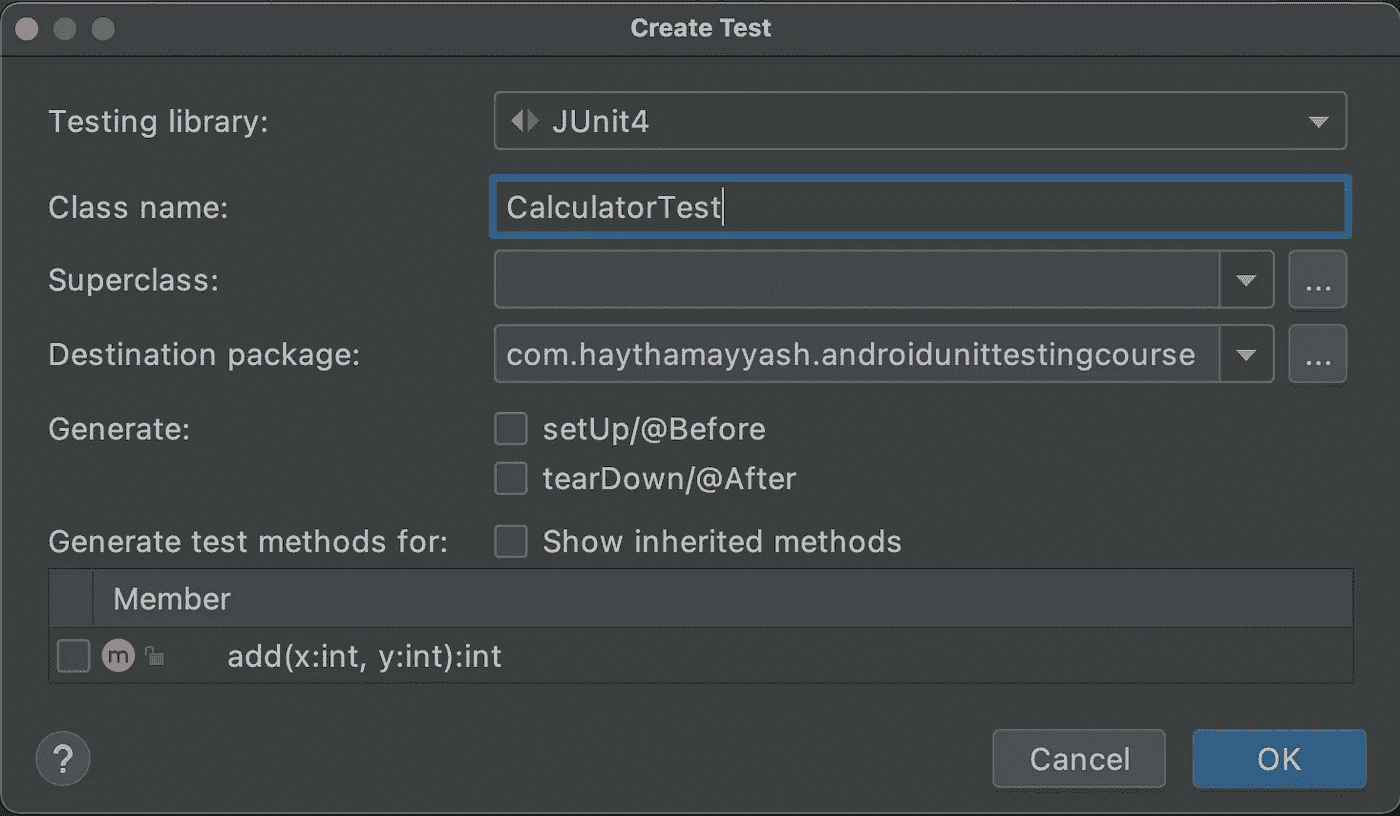 Create Test
Testing library: JUnit4
Class name: CalculatorTest
Superclass: ...
Destination package: com.haythamayyash.androidunittestingcourse ...
Generate: setUp/@Before
tearDown/@After
Generate test methods for: Show inherited methods
Member
m add(x:int, y:int):int
? Cancel OK